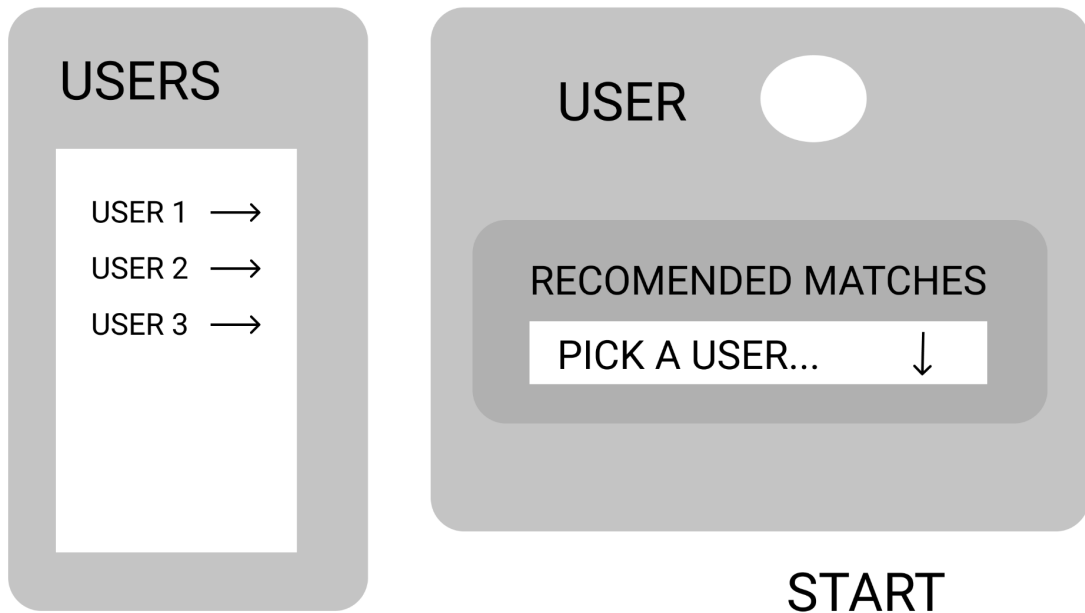 USERS
USER 1 →
USER 2 →
USER 3 →
USER
RECOMENDED MATCHES
PICK A USER... ↓
START